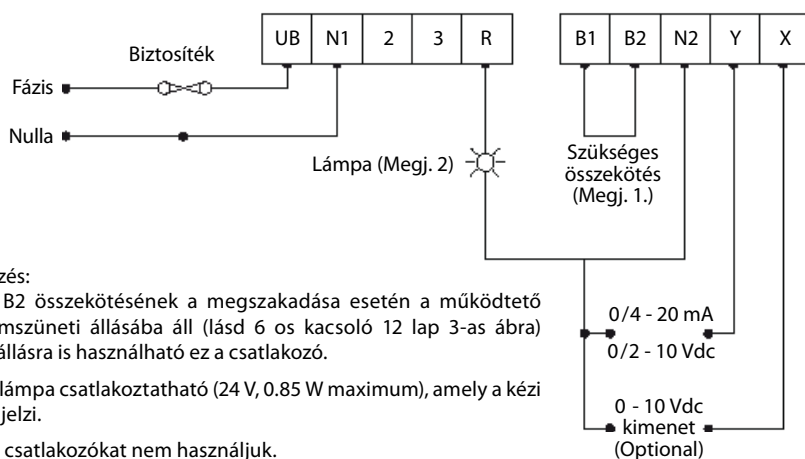 UB N1 2 3 R B1 B2 N2 Y X
Biztosíték
Fázis
Nulla
Lámpa (Megj. 2)
Szükséges
összekötés
(Megj. 1.)
zés:
B2 összekötésének a megszakadása esetén a működtető
mszüneti állásába áll (lásd 6 os kacsoló 12 lap 3-as ábra)
állásra is használható ez a csatlakozó.
lámpa csatlakoztatható (24 V, 0.85 W maximum), amely a kézi
jelzi.
csatlakozókat nem használjuk.
0/4 - 20 mA
0/2 - 10 Vdc
0 - 10 Vdc
kimenet
(Optional)